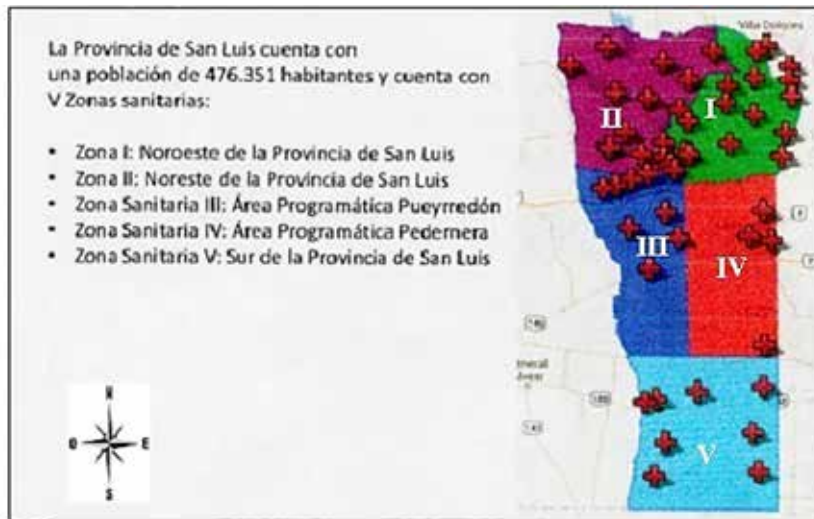 La Provincia de San Luis cuenta con
una población de 476.351 habitantes y cuenta con
V Zonas sanitarias:
• Zona I: Noroeste de la Provincia de San Luis
• Zona II: Noreste de la Provincia de San Luis
• Zona Sanitaria III: Área Programática Pueyrredón
• Zona Sanitaria IV: Área Programática Pedernera
• Zona Sanitaria V: Sur de la Provincia de San Luis
Villa Dolores
I
II
III
IV
V
N
O
E
S
188